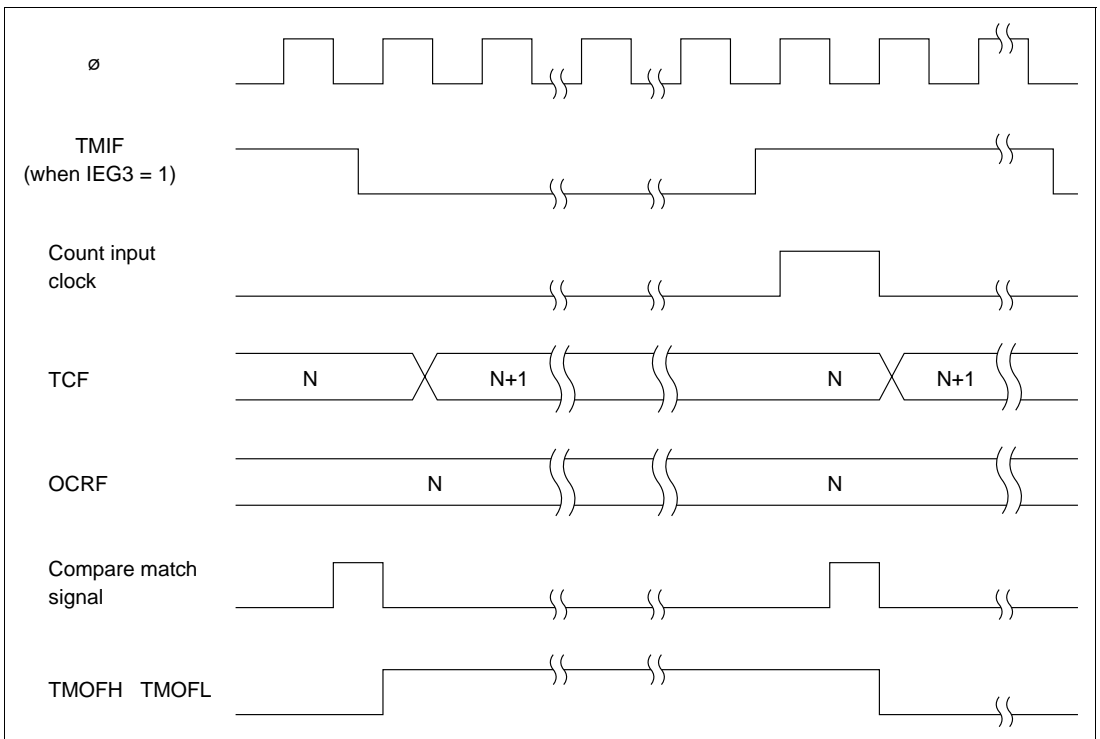 ø
TMIF
(when IEG3 = 1)
Count input
clock
TCF N N+1 N N+1
OCRF N N
Compare match
signal
TMOFH TMOFL